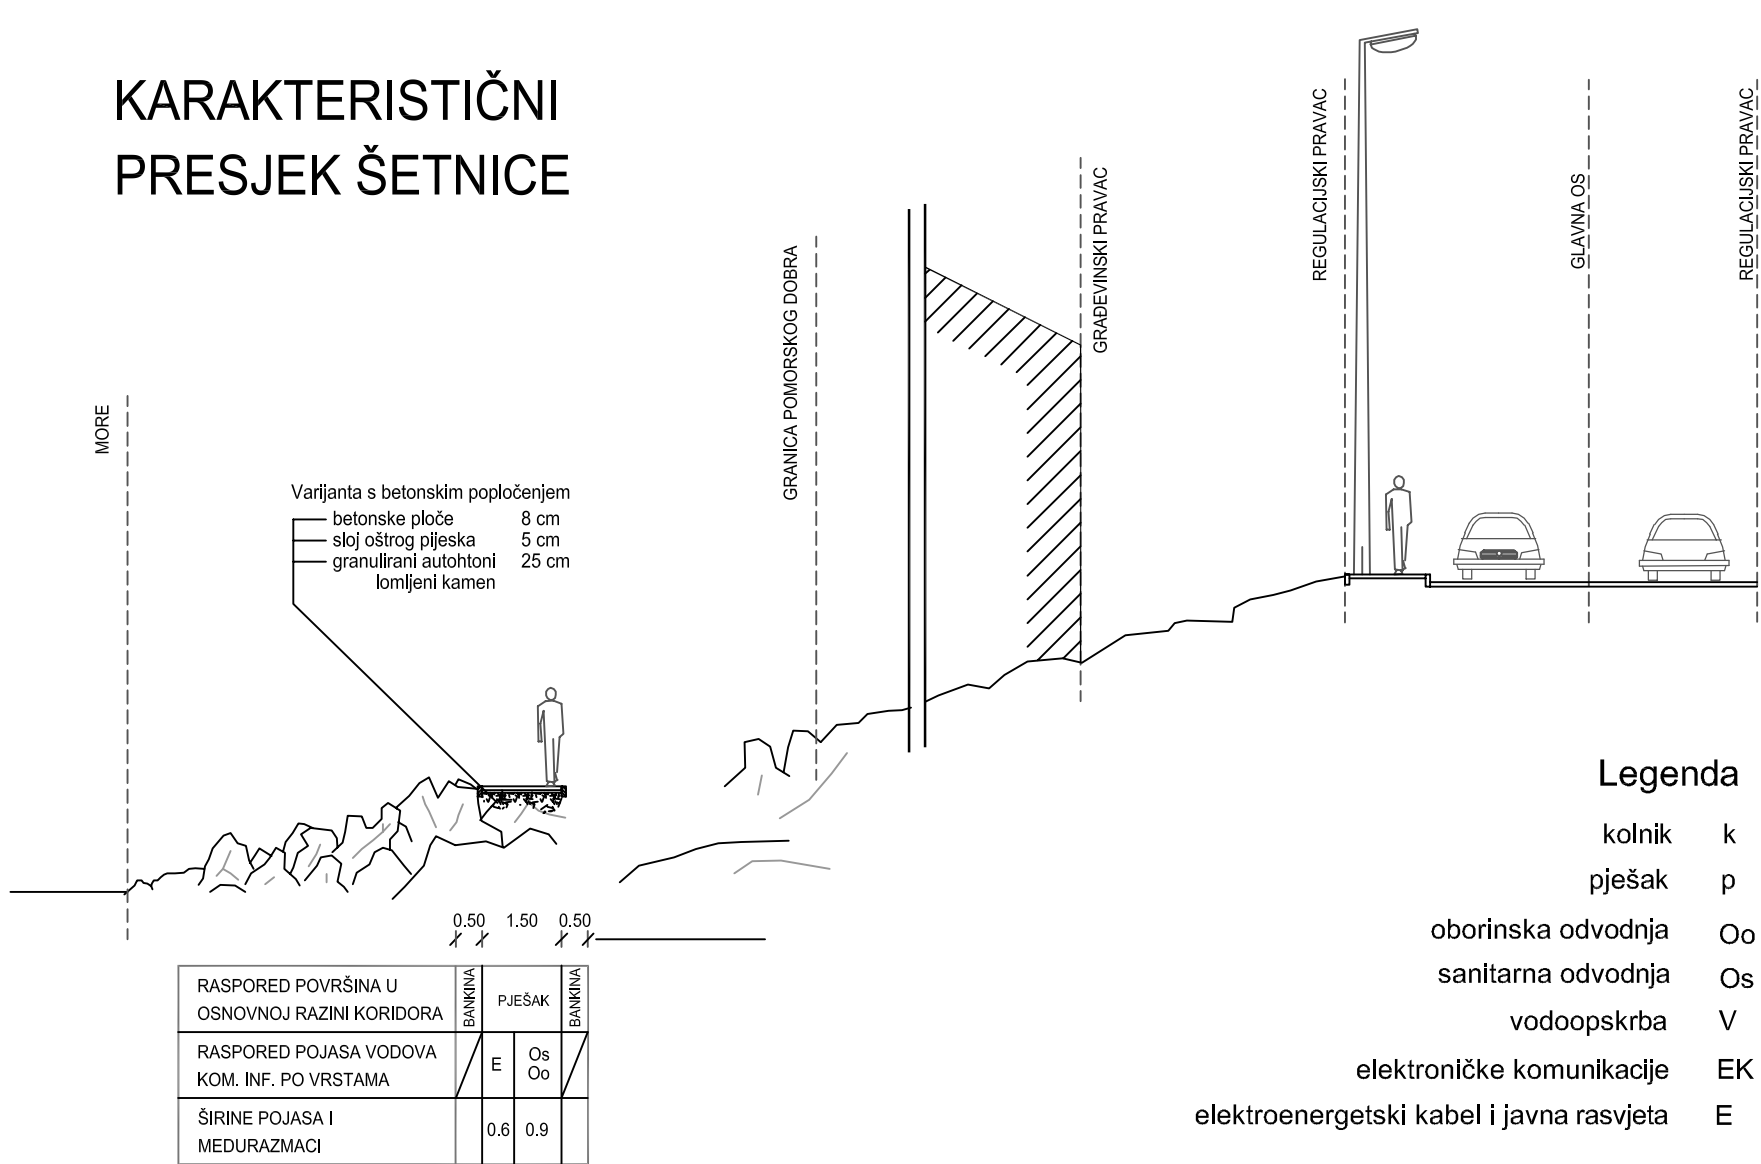 KARAKTERISTIČNI
PRESJEK ŠETNICE
MORE
Varijanta s betonskim popločenjem
betonske ploče 8 cm
sloj oštrog pijeska 5 cm
granulirani autohtoni 25 cm
lomljeni kamen
GRANICA POMORSKOG DOBRA
GRAĐEVINSKI PRAVAC
REGULACIJSKI PRAVAC
GLAVNA OS
REGULACIJSKI PRAVAC
0.50 1.50 0.50
RASPORED POVRŠINA U
OSNOVNOJ RAZINI KORIDORA
BANKINA
PJEŠAK
BANKINA
RASPORED POJASA VODOVA
KOM. INF. PO VRSTAMA
E
Os
Oo
ŠIRINE POJASA I
MEDURAZMACI
0.6 0.9
Legenda
kolnik k
pješak p
oborinska odvodnja Oo
sanitarna odvodnja Os
vodoopskrba V
elektroničke komunikacije EK
elektroenergetski kabel i javna rasvjeta E